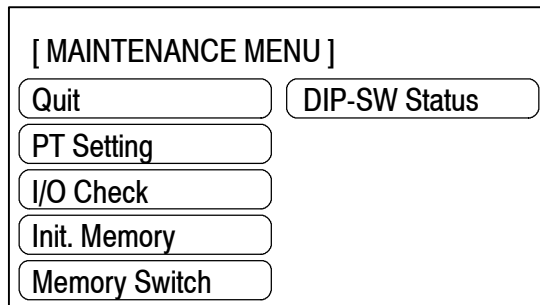 [ MAINTENANCE MENU ]
Quit DIP-SW Status
PT Setting
I/O Check
Init. Memory
Memory Switch